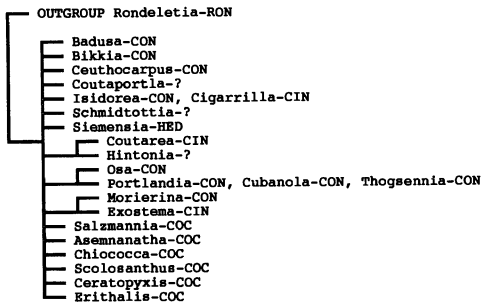 OUTGROUP Rondeletia-RON
Badusa-CON
Bikkia-CON
Ceuthocarpus-CON
Coutaportla-?
Isidorea-CON, Cigarrilla-CIN
Schmidtottia-?
Siemensia-HED
Coutarea-CIN
Hintonia-?
Osa-CON
Portlandia-CON, Cubanola-CON, Thogsennia-CON
Morierina-CON
Exostema-CIN
Salzmannia-COC
Asemnanatha-COC
Chiococca-COC
Scolosanthus-COC
Ceratopyxis-COC
Erithalis-COC